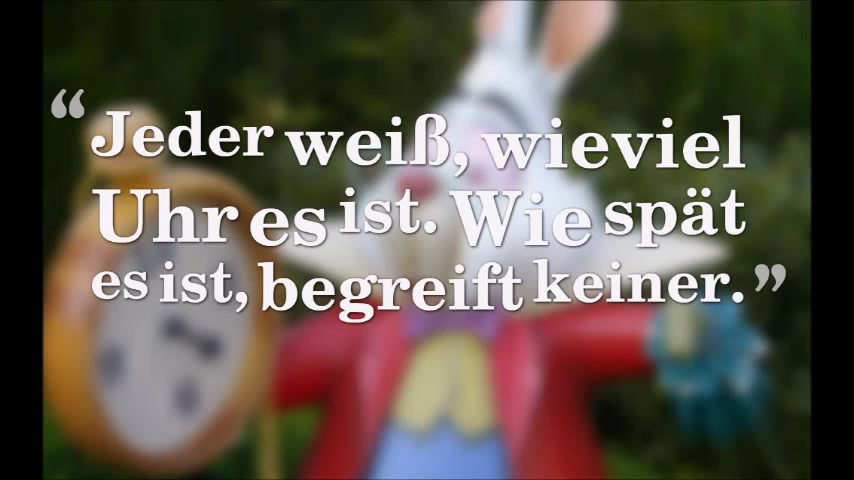 “Jeder weiß, wieviel
Uhr es ist. Wie spät
es ist, begreift keiner.”